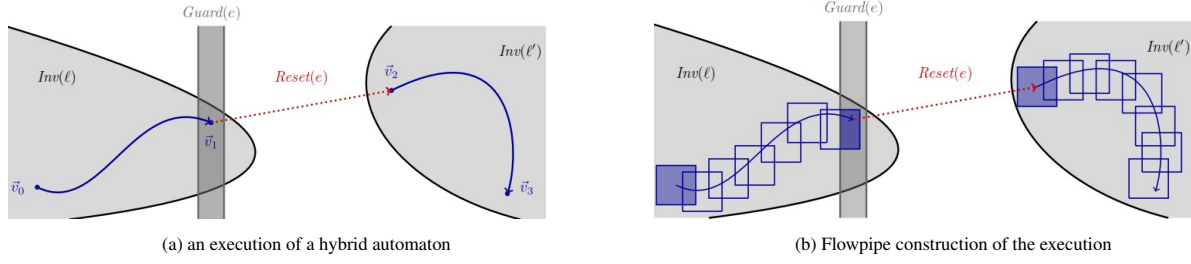 Guard(e)
Inv(ℓ)
Reset(e)
v⃗₂
Inv(ℓ′)
v⃗₁
v⃗₀
v⃗₃
(a) an execution of a hybrid automaton
Guard(e)
Inv(ℓ)
Reset(e)
Inv(ℓ′)
(b) Flowpipe construction of the execution